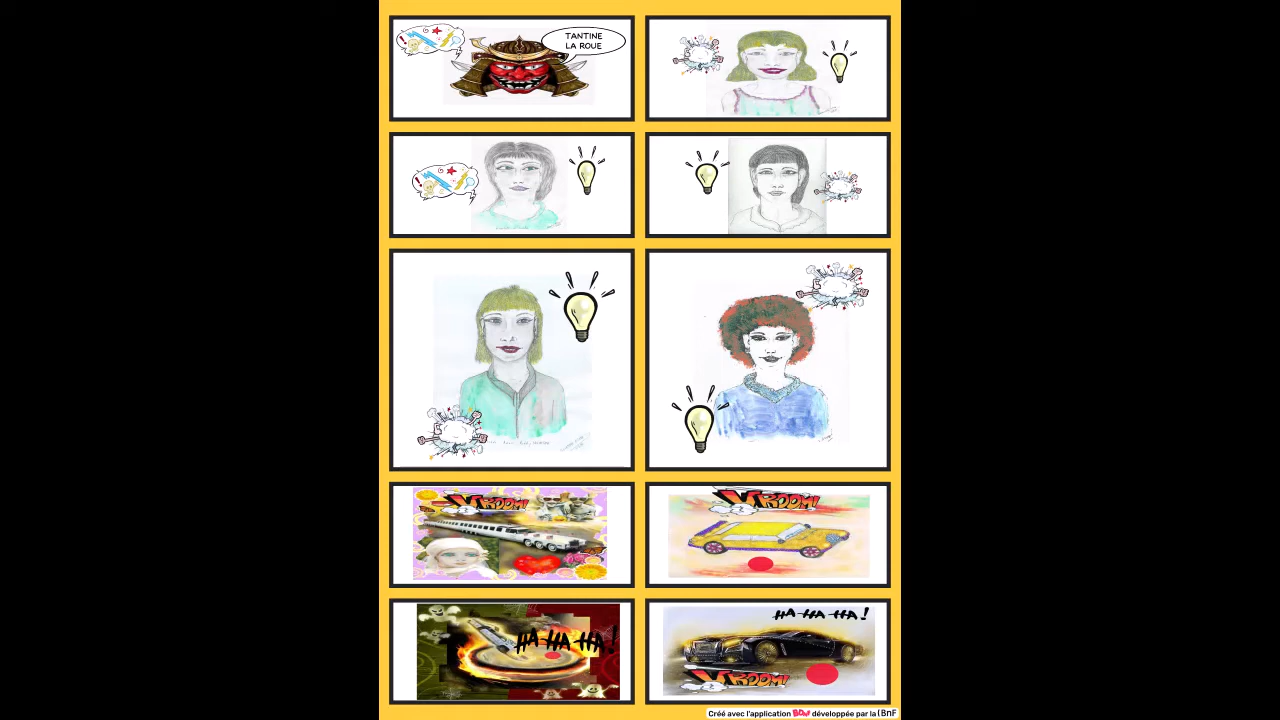 TANTINE
LA ROUE
VROOM!
VROOM!
HA HA HA!
HA HA HA!
VROOM!
Créé avec l'application BDnF développée par la {BnF